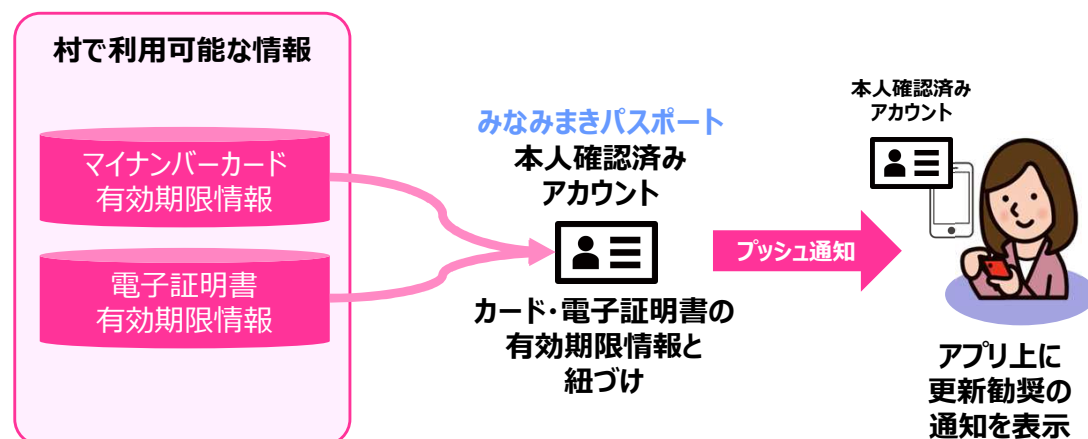 村で利用可能な情報
マイナンバーカード
有効期限情報
電子証明書
有効期限情報
みなみまきパスポート
本人確認済み
アカウント
カード・電子証明書の
有効期限情報と
紐づけ
プッシュ通知
本人確認済み
アカウント
アプリ上に
更新勧奨の
通知を表示